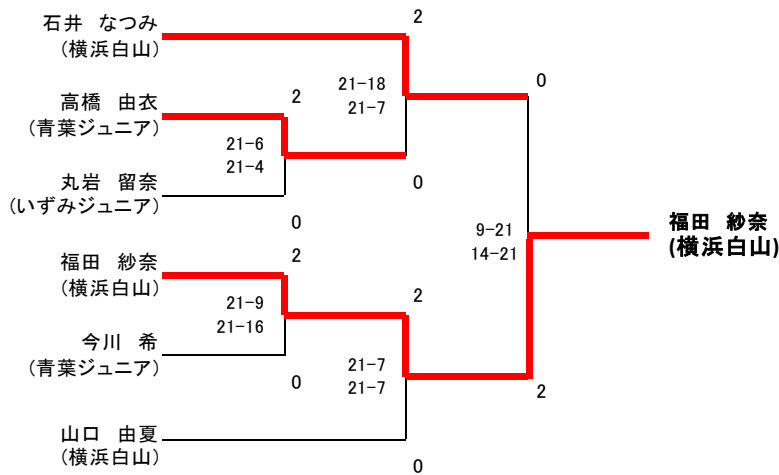 石井 なつみ
(横浜白山)
2
21-18
21-7
0
高橋 由衣
(青葉ジュニア)
2
21-6
21-4
丸岩 留奈
(いずみジュニア)
0
0
9-21
14-21
福田 紗奈
(横浜白山)
福田 紗奈
(横浜白山)
2
21-9
21-16
2
今川 希
(青葉ジュニア)
0
21-7
21-7
2
山口 由夏
(横浜白山)
0